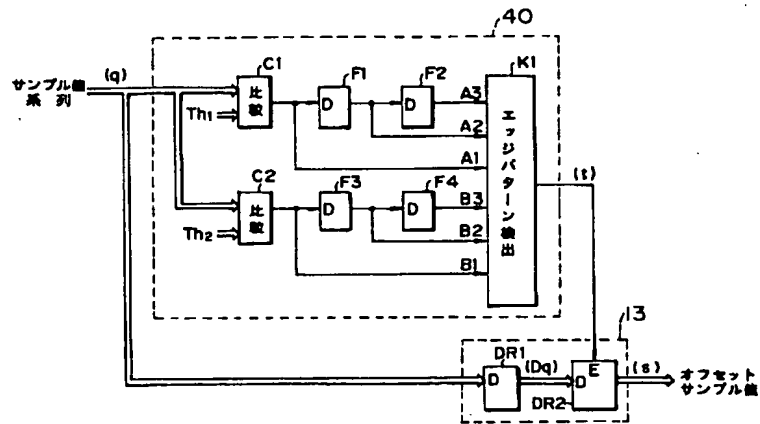 40
サンプル値
系列
(q)
C1
比較
Th1
F1
D
F2
D
K1
エッジパターン検出
A3
A2
A1
C2
比較
Th2
F3
D
F4
D
B3
B2
B1
(t)
13
DR1
D
(Dq)
E
D
DR2
(s)
オフセット
サンプル値